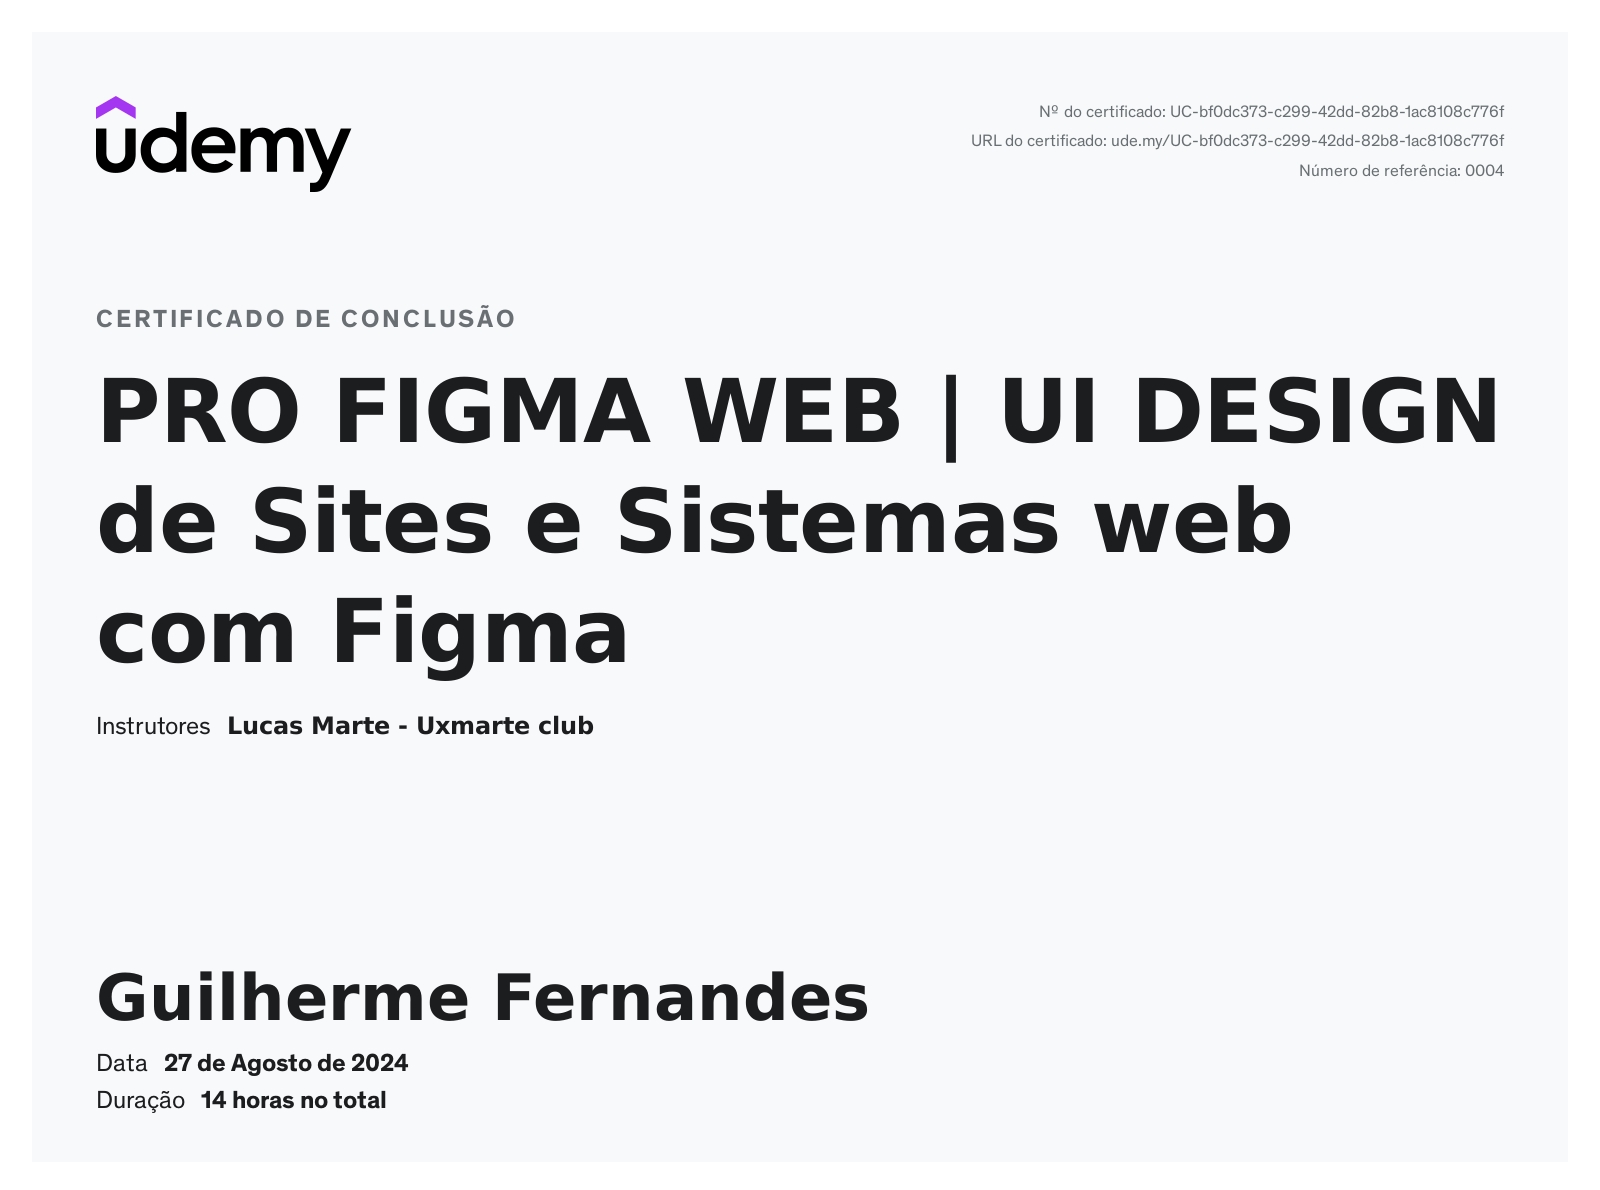 udemy
Nº do certificado: UC-bf0dc373-c299-42dd-82b8-1ac8108c776f
URL do certificado: ude.my/UC-bf0dc373-c299-42dd-82b8-1ac8108c776f
Número de referência: 0004
CERTIFICADO DE CONCLUSÃO
PRO FIGMA WEB | UI DESIGN
de Sites e Sistemas web
com Figma
Instrutores Lucas Marte - Uxmarte club
Guilherme Fernandes
Data 27 de Agosto de 2024
Duração 14 horas no total